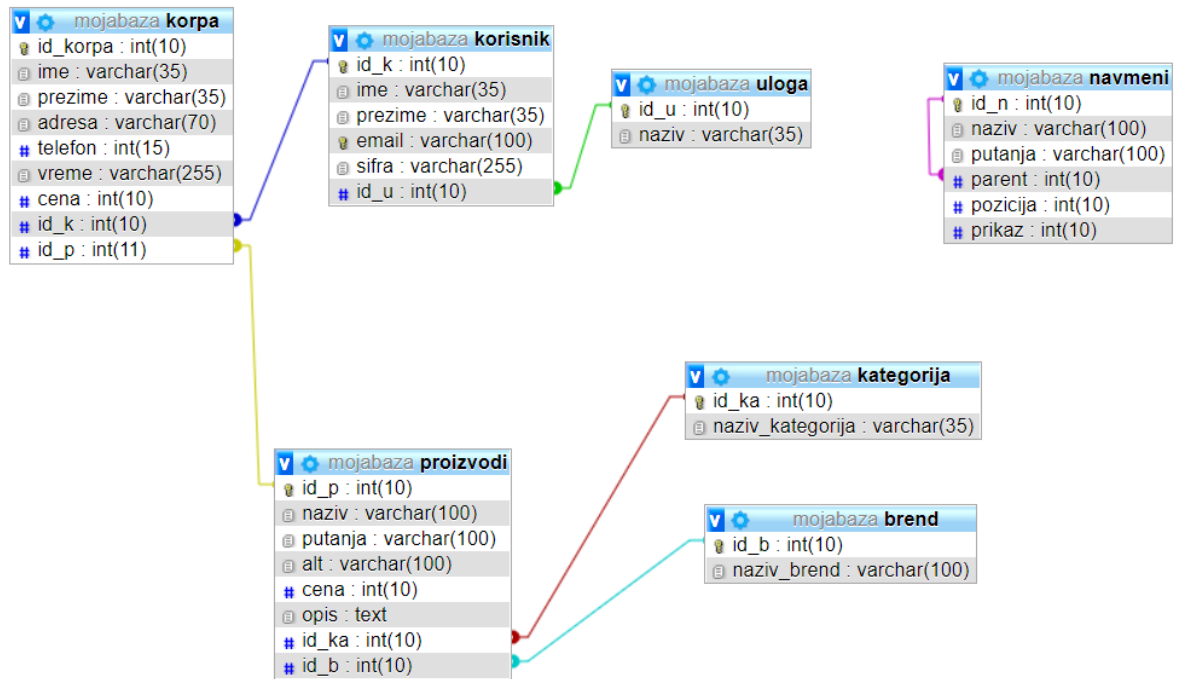 mojabaza korpa
id_korpa : int(10)
ime : varchar(35)
prezime : varchar(35)
adresa : varchar(70)
telefon : int(15)
vreme : varchar(255)
cena : int(10)
id_k : int(10)
id_p : int(11)
mojabaza korisnik
id_k : int(10)
ime : varchar(35)
prezime : varchar(35)
email : varchar(100)
sifra : varchar(255)
id_u : int(10)
mojabaza uloga
id_u : int(10)
naziv : varchar(35)
mojabaza navmeni
id_n : int(10)
naziv : varchar(100)
putanja : varchar(100)
parent : int(10)
pozicija : int(10)
prikaz : int(10)
mojabaza kategorija
id_ka : int(10)
naziv_kategorija : varchar(35)
mojabaza proizvodi
id_p : int(10)
naziv : varchar(100)
putanja : varchar(100)
alt : varchar(100)
cena : int(10)
opis : text
id_ka : int(10)
id_b : int(10)
mojabaza brend
id_b : int(10)
naziv_brend : varchar(100)